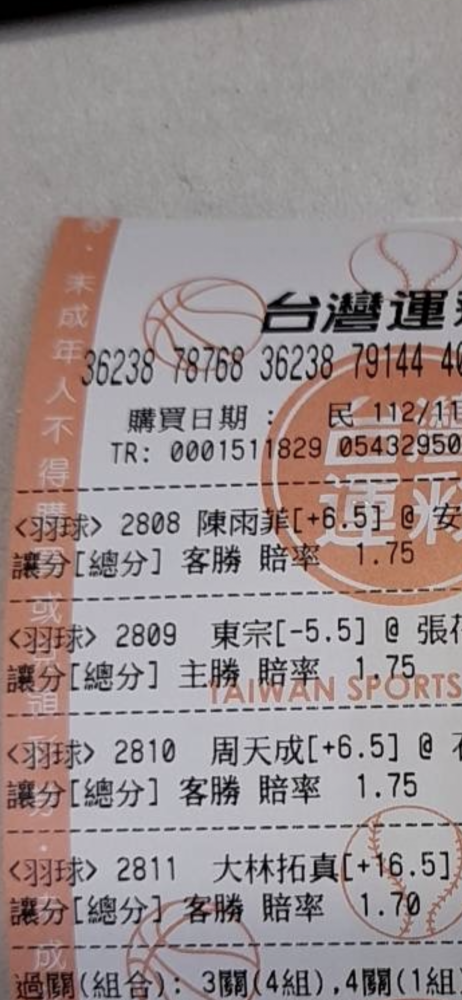 台灣運
36238 78768 36238 79144
購買日期： 民 112/11
TR: 0001511829 05432950
<羽球> 2808 陳雨菲[+6.5] @ 安
讓分[總分] 客勝 賠率 1.75
<羽球> 2809 東宗[-5.5] @ 張
讓分[總分] 主勝 賠率 1.75
TAIWAN SPORTS
<羽球> 2810 周天成[+6.5] @
讓分[總分] 客勝 賠率 1.75
<羽球> 2811 大林拓真[+16.5]
讓分[總分] 客勝 賠率 1.70
過關(組合): 3關(4組),4關(1組)
未成年人不得購